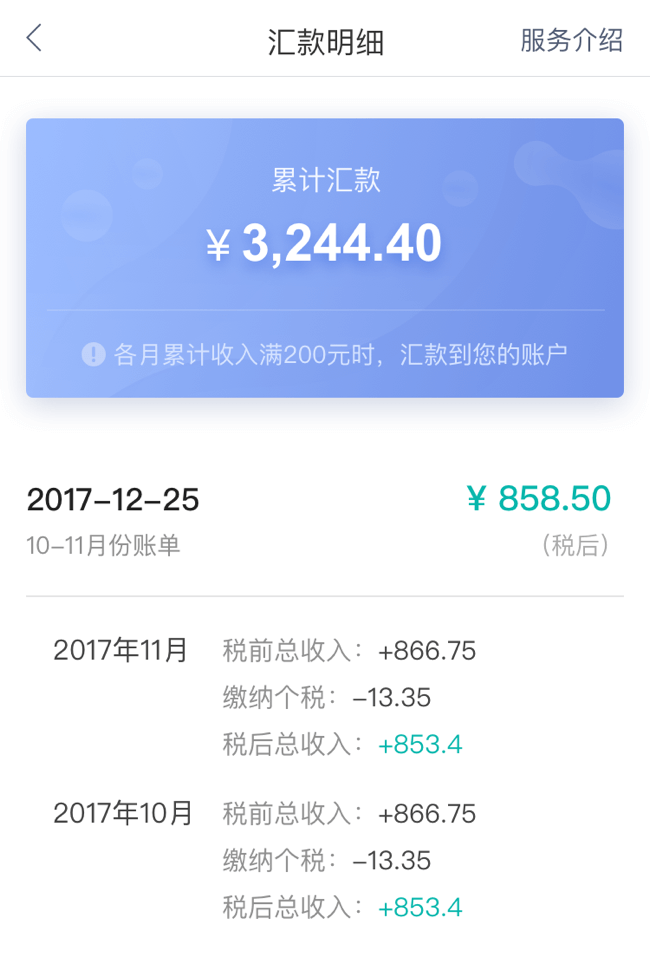 汇款明细
服务介绍
累计汇款
¥ 3,244.40
各月累计收入满200元时，汇款到您的账户
2017-12-25
¥ 858.50
10-11月份账单
（税后）
2017年11月
税前总收入：+866.75
缴纳个税：-13.35
税后总收入：+853.4
2017年10月
税前总收入：+866.75
缴纳个税：-13.35
税后总收入：+853.4